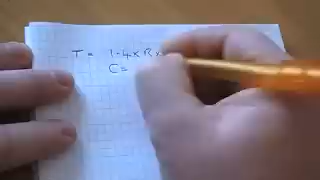 T = 1-4 x R x
C =